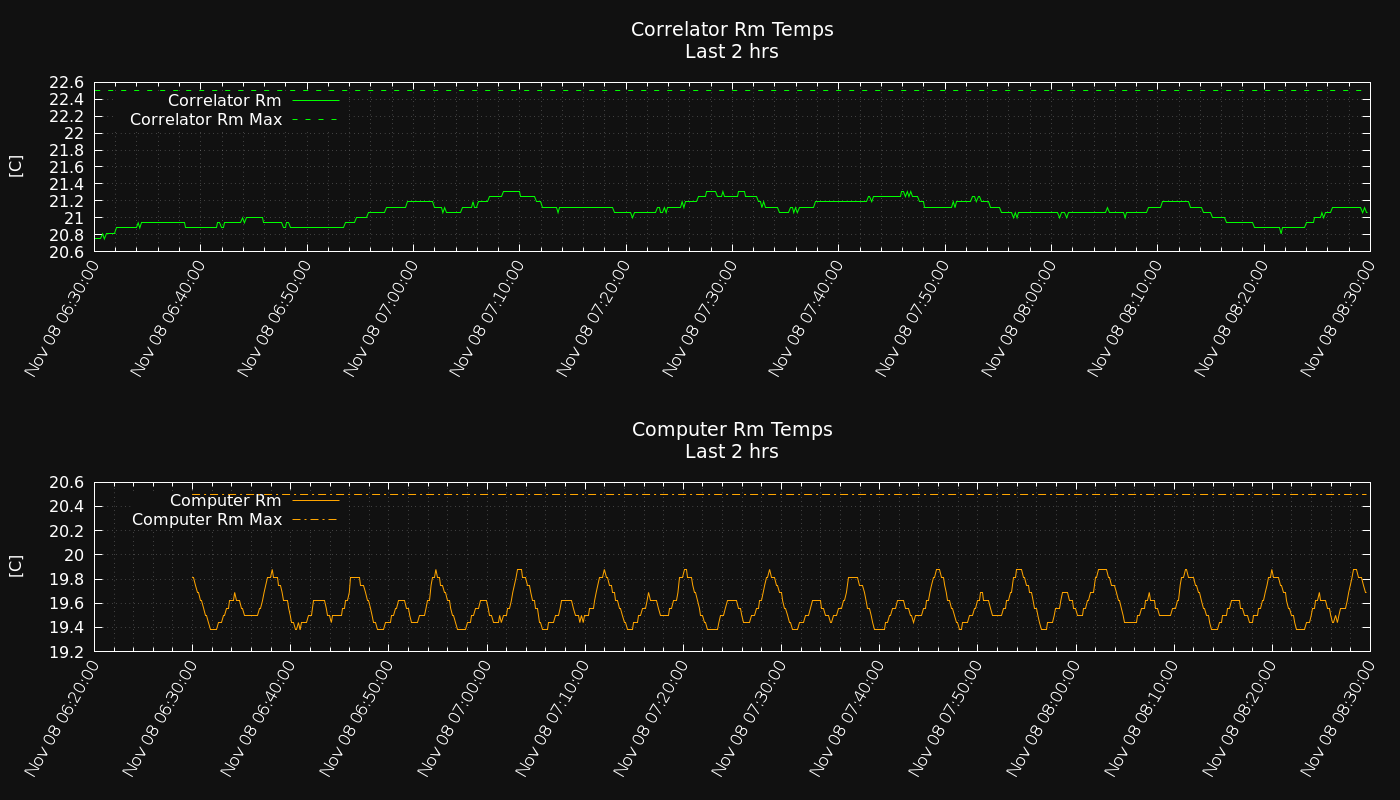 Correlator Rm Temps
Last 2 hrs
[C]
22.6
22.4
22.2
22
21.8
21.6
21.4
21.2
21
20.8
20.6
Correlator Rm
Correlator Rm Max
Nov 08 06:30:00
Nov 08 06:40:00
Nov 08 06:50:00
Nov 08 07:00:00
Nov 08 07:10:00
Nov 08 07:20:00
Nov 08 07:30:00
Nov 08 07:40:00
Nov 08 07:50:00
Nov 08 08:00:00
Nov 08 08:10:00
Nov 08 08:20:00
Nov 08 08:30:00
Computer Rm Temps
Last 2 hrs
[C]
20.6
20.4
20.2
20
19.8
19.6
19.4
19.2
Computer Rm
Computer Rm Max
Nov 08 06:20:00
Nov 08 06:30:00
Nov 08 06:40:00
Nov 08 06:50:00
Nov 08 07:00:00
Nov 08 07:10:00
Nov 08 07:20:00
Nov 08 07:30:00
Nov 08 07:40:00
Nov 08 07:50:00
Nov 08 08:00:00
Nov 08 08:10:00
Nov 08 08:20:00
Nov 08 08:30:00